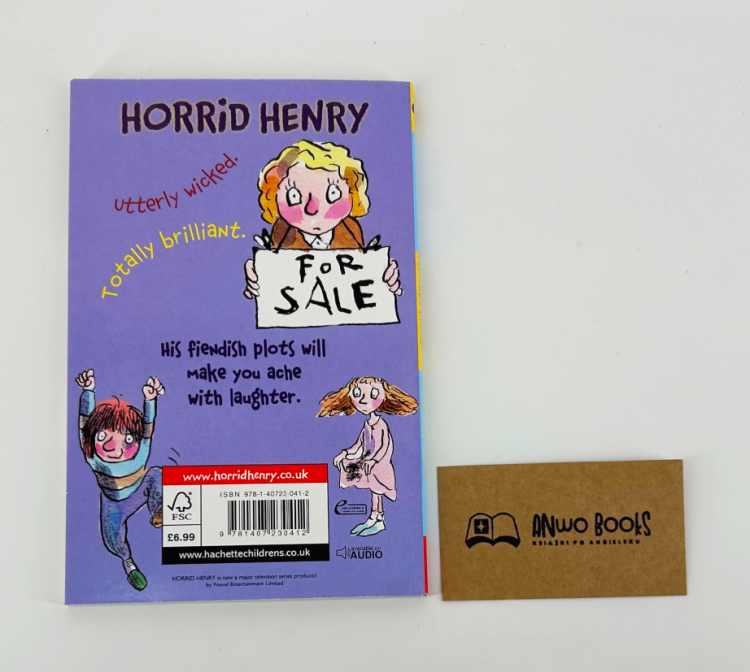 HORRiD HENRY
utterly wicked.
Totally brilliant.
FoR
SALE
His fiendish plots will
make you ache
with laughter.
www.horridhenry.co.uk
FSC
£6.99
ISBN 978-1-40723-041-2
9 781407 230412
www.hachettechildrens.co.uk
available on
AUDIO
HORRID HENRY is now a major television series produced
by Novel Entertainment Limited
ANWO BOOKS
KSIĄŻKI PO ANGIELSKU